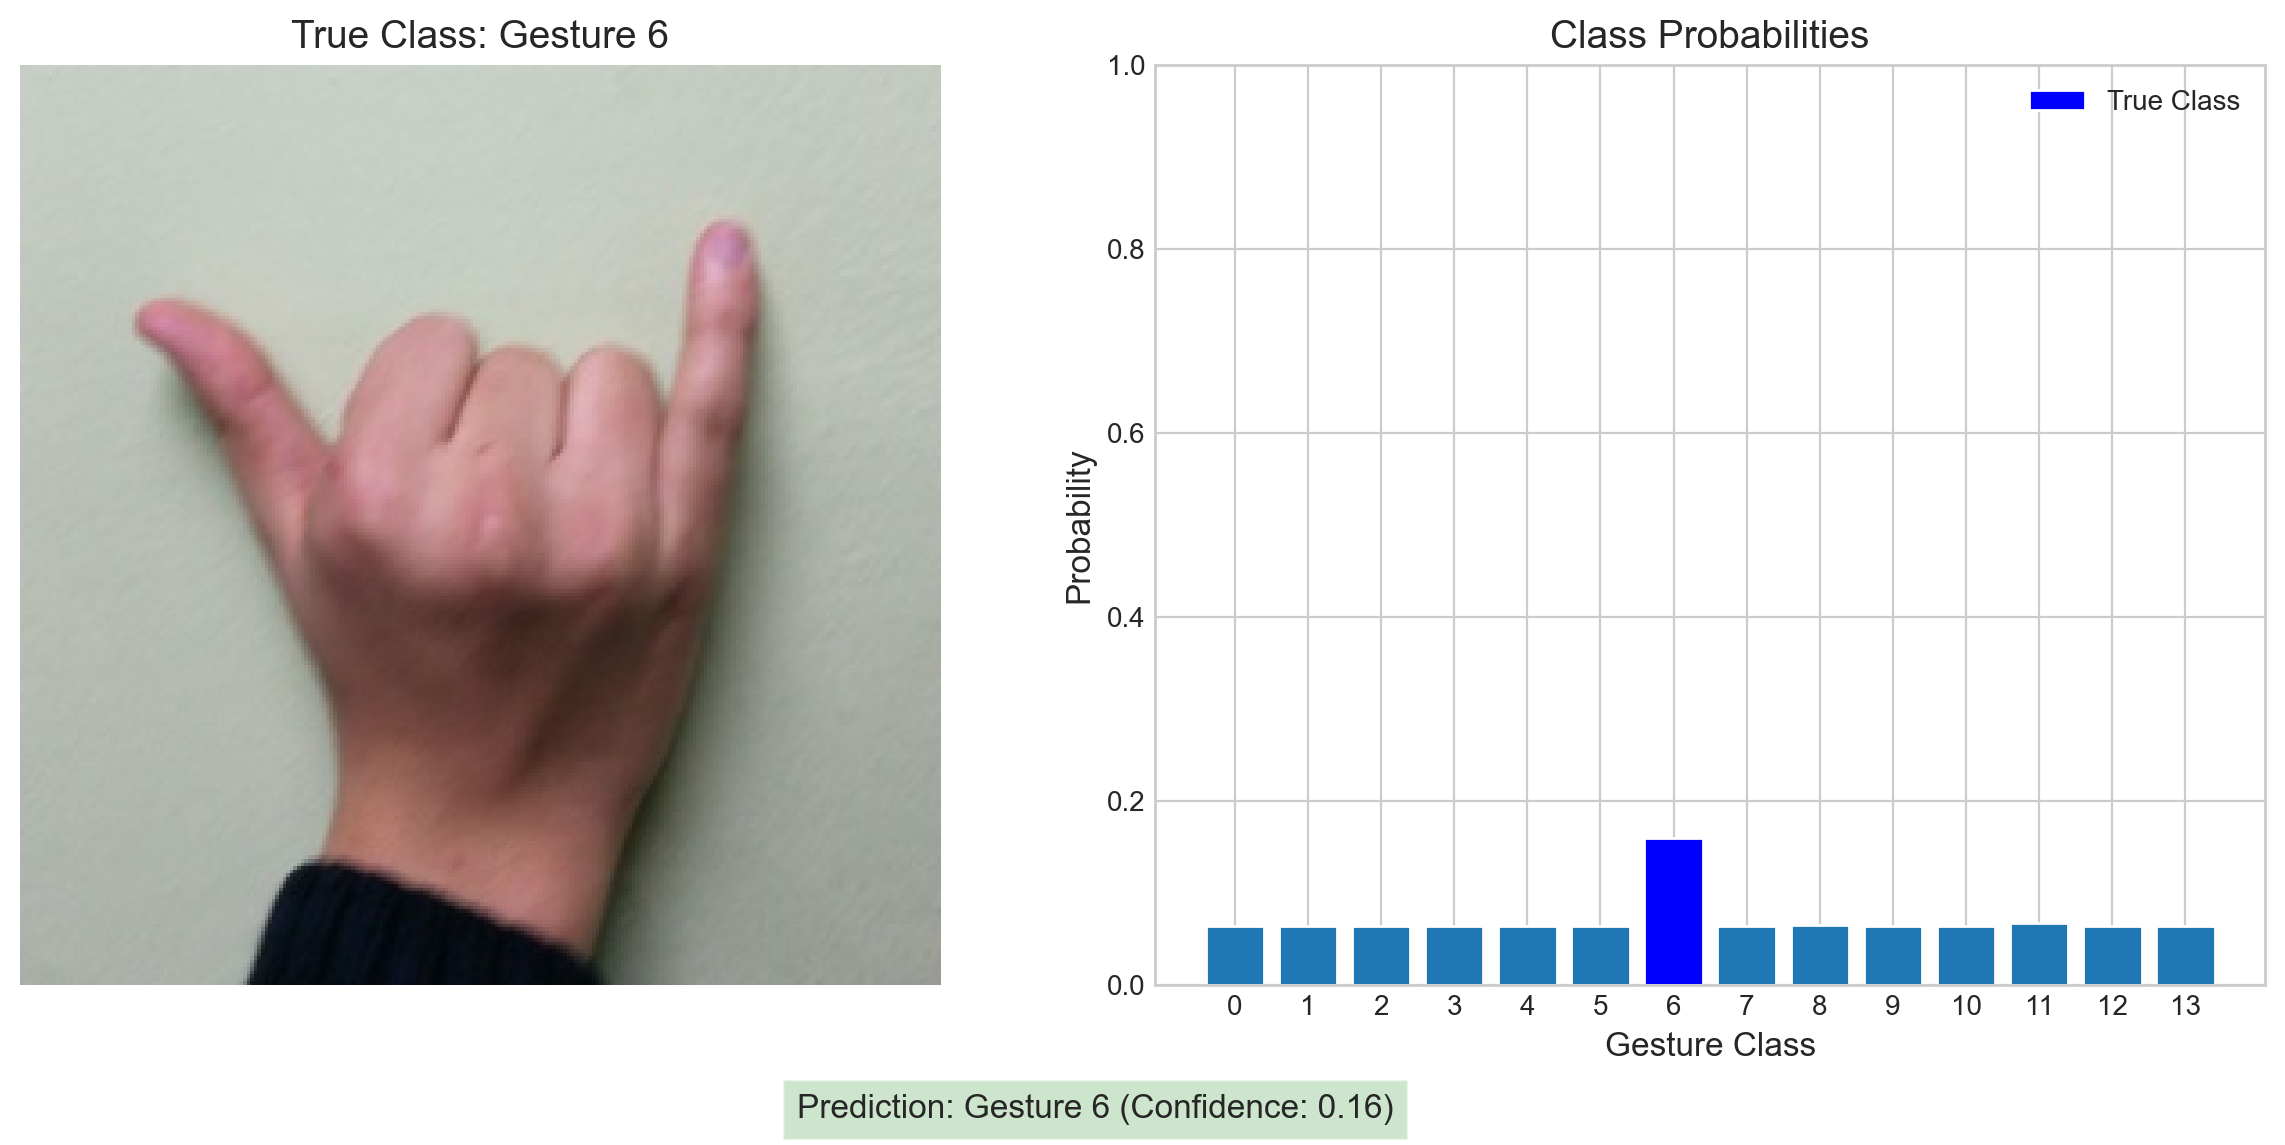 True Class: Gesture 6
Class Probabilities
1.0
0.8
0.6
0.4
0.2
0.0
Probability
True Class
0 1 2 3 4 5 6 7 8 9 10 11 12 13
Gesture Class
Prediction: Gesture 6 (Confidence: 0.16)